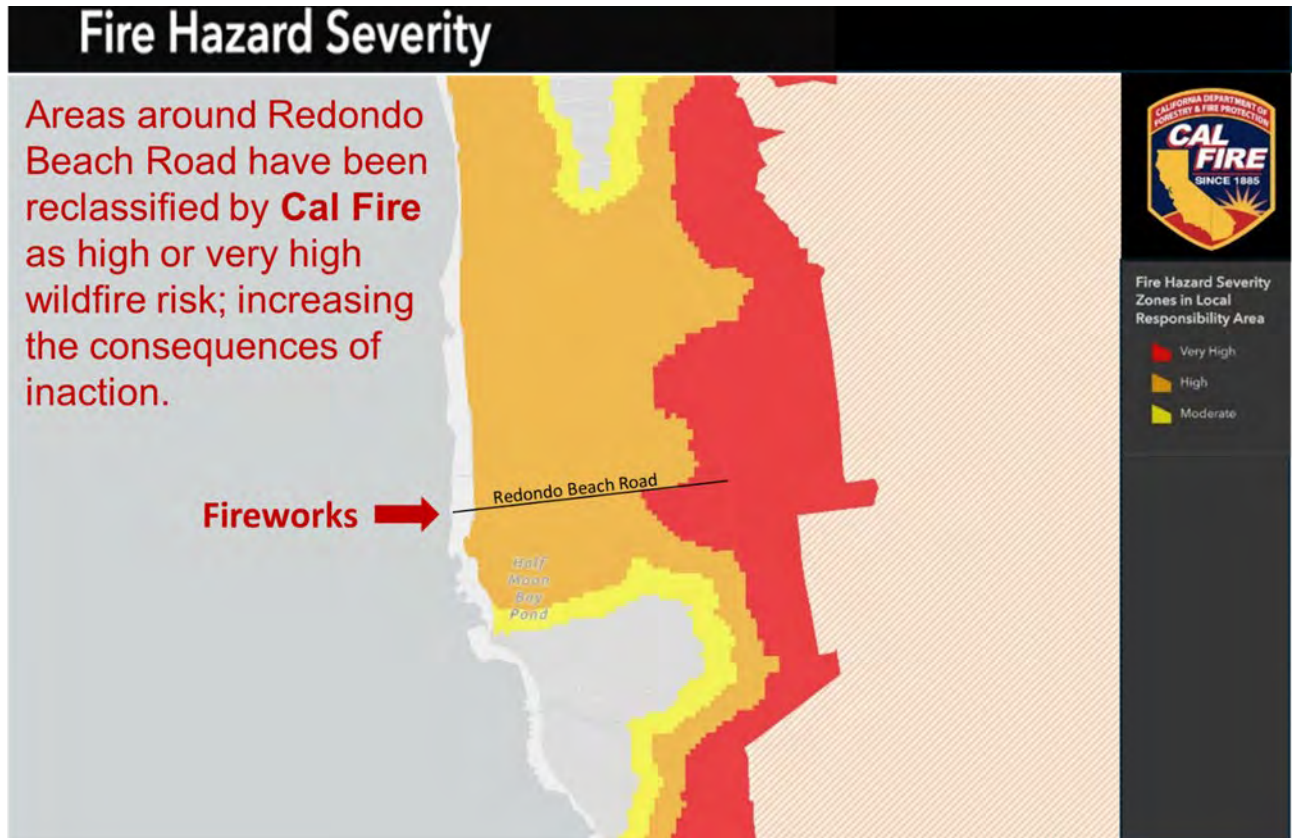 Fire Hazard Severity
Areas around Redondo
Beach Road have been
reclassified by Cal Fire
as high or very high
wildfire risk; increasing
the consequences of
inaction.
Fireworks
Redondo Beach Road
Half
Moon
Bay
Pond
CALIFORNIA DEPARTMENT OF
FORESTRY & FIRE PROTECTION
CAL
FIRE
SINCE 1885
Fire Hazard Severity
Zones in Local
Responsibility Area
Very High
High
Moderate